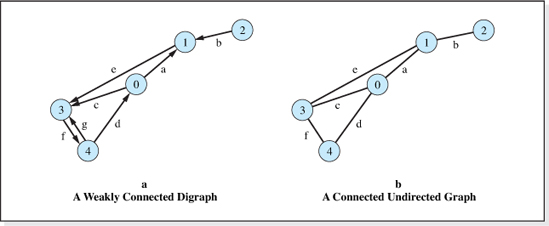 1
2
b
e
a
0
c
3
g
d
f
4
a
A Weakly Connected Digraph
1
2
b
e
a
0
c
3
d
f
4
b
A Connected Undirected Graph